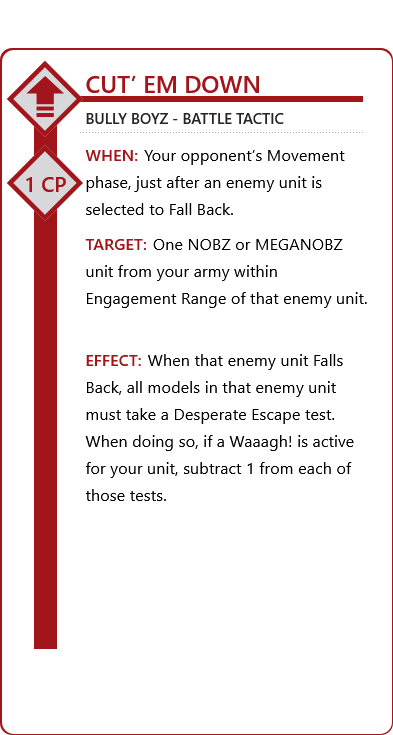 CUT’ EM DOWN
BULLY BOYZ - BATTLE TACTIC
WHEN: Your opponent’s Movement
1 CP
phase, just after an enemy unit is
selected to Fall Back.
TARGET: One NOBZ or MEGANOBZ
unit from your army within
Engagement Range of that enemy unit.
EFFECT: When that enemy unit Falls
Back, all models in that enemy unit
must take a Desperate Escape test.
When doing so, if a Waaagh! is active
for your unit, subtract 1 from each of
those tests.